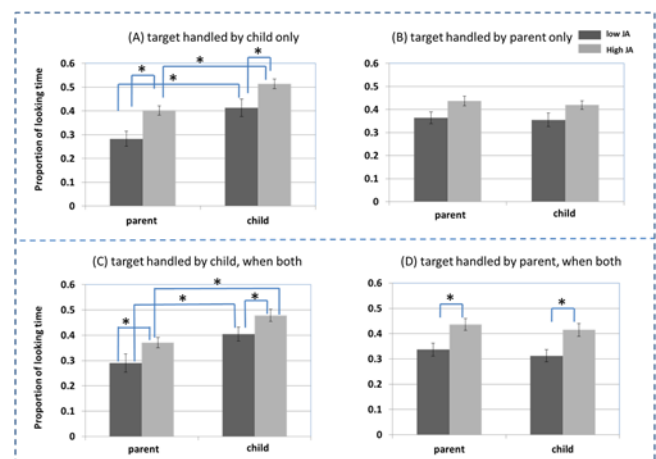 (A) target handled by child only
(B) target handled by parent only
low JA
High JA
Proportion of looking time
0.6
0.5
0.4
0.3
0.2
0.1
0
* * * *
parent
child
0.6
0.5
0.4
0.3
0.2
0.1
0
parent
child
(C) target handled by child, when both
(D) target handled by parent, when both
Proportion of looking time
0.6
0.5
0.4
0.3
0.2
0.1
0
* * * *
parent
child
0.6
0.5
0.4
0.3
0.2
0.1
0
* *
parent
child